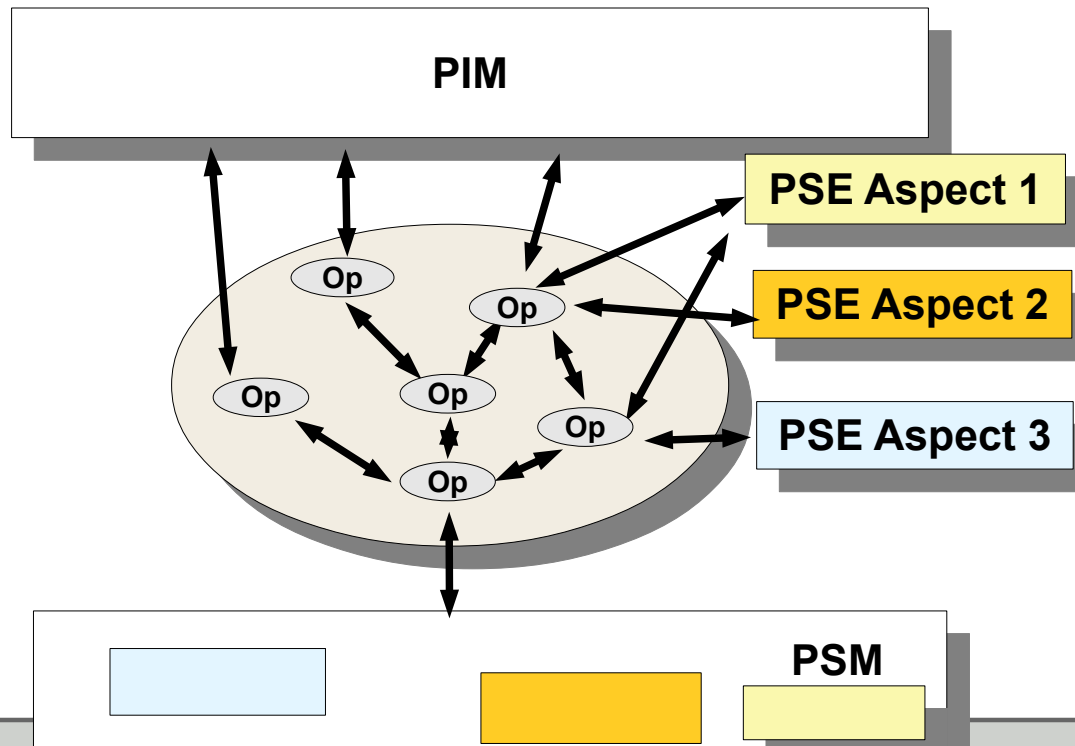 PIM
PSE Aspect 1
Op
Op
PSE Aspect 2
Op
Op
Op
PSE Aspect 3
Op
PSM